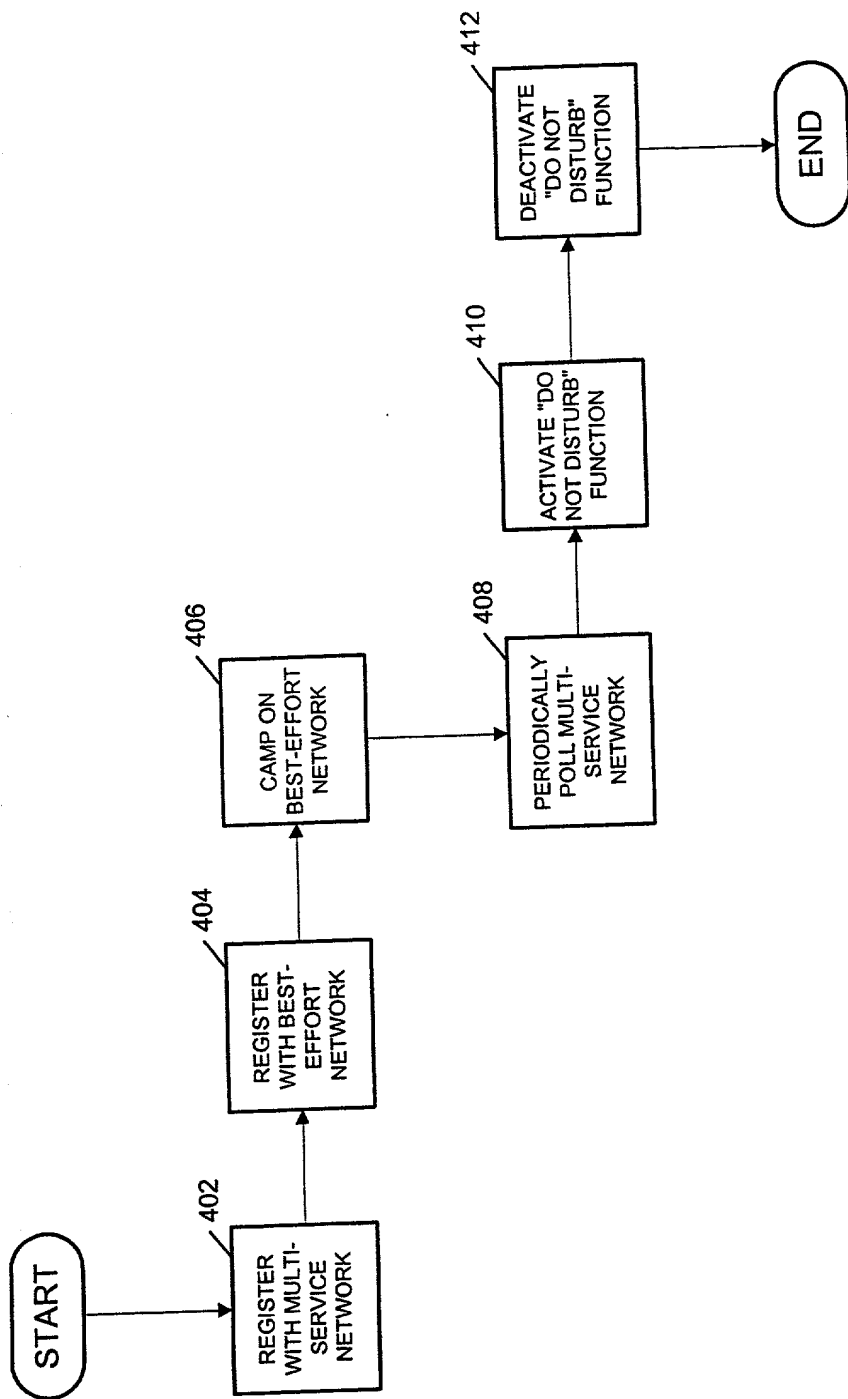 START
402
REGISTER
WITH MULTI-
SERVICE
NETWORK
404
REGISTER
WITH BEST-
EFFORT
NETWORK
406
CAMP ON
BEST-EFFORT
NETWORK
408
PERIODICALLY
POLL MULTI-
SERVICE
NETWORK
410
ACTIVATE "DO
NOT DISTURB"
FUNCTION
412
DEACTIVATE
"DO NOT
DISTURB"
FUNCTION
END